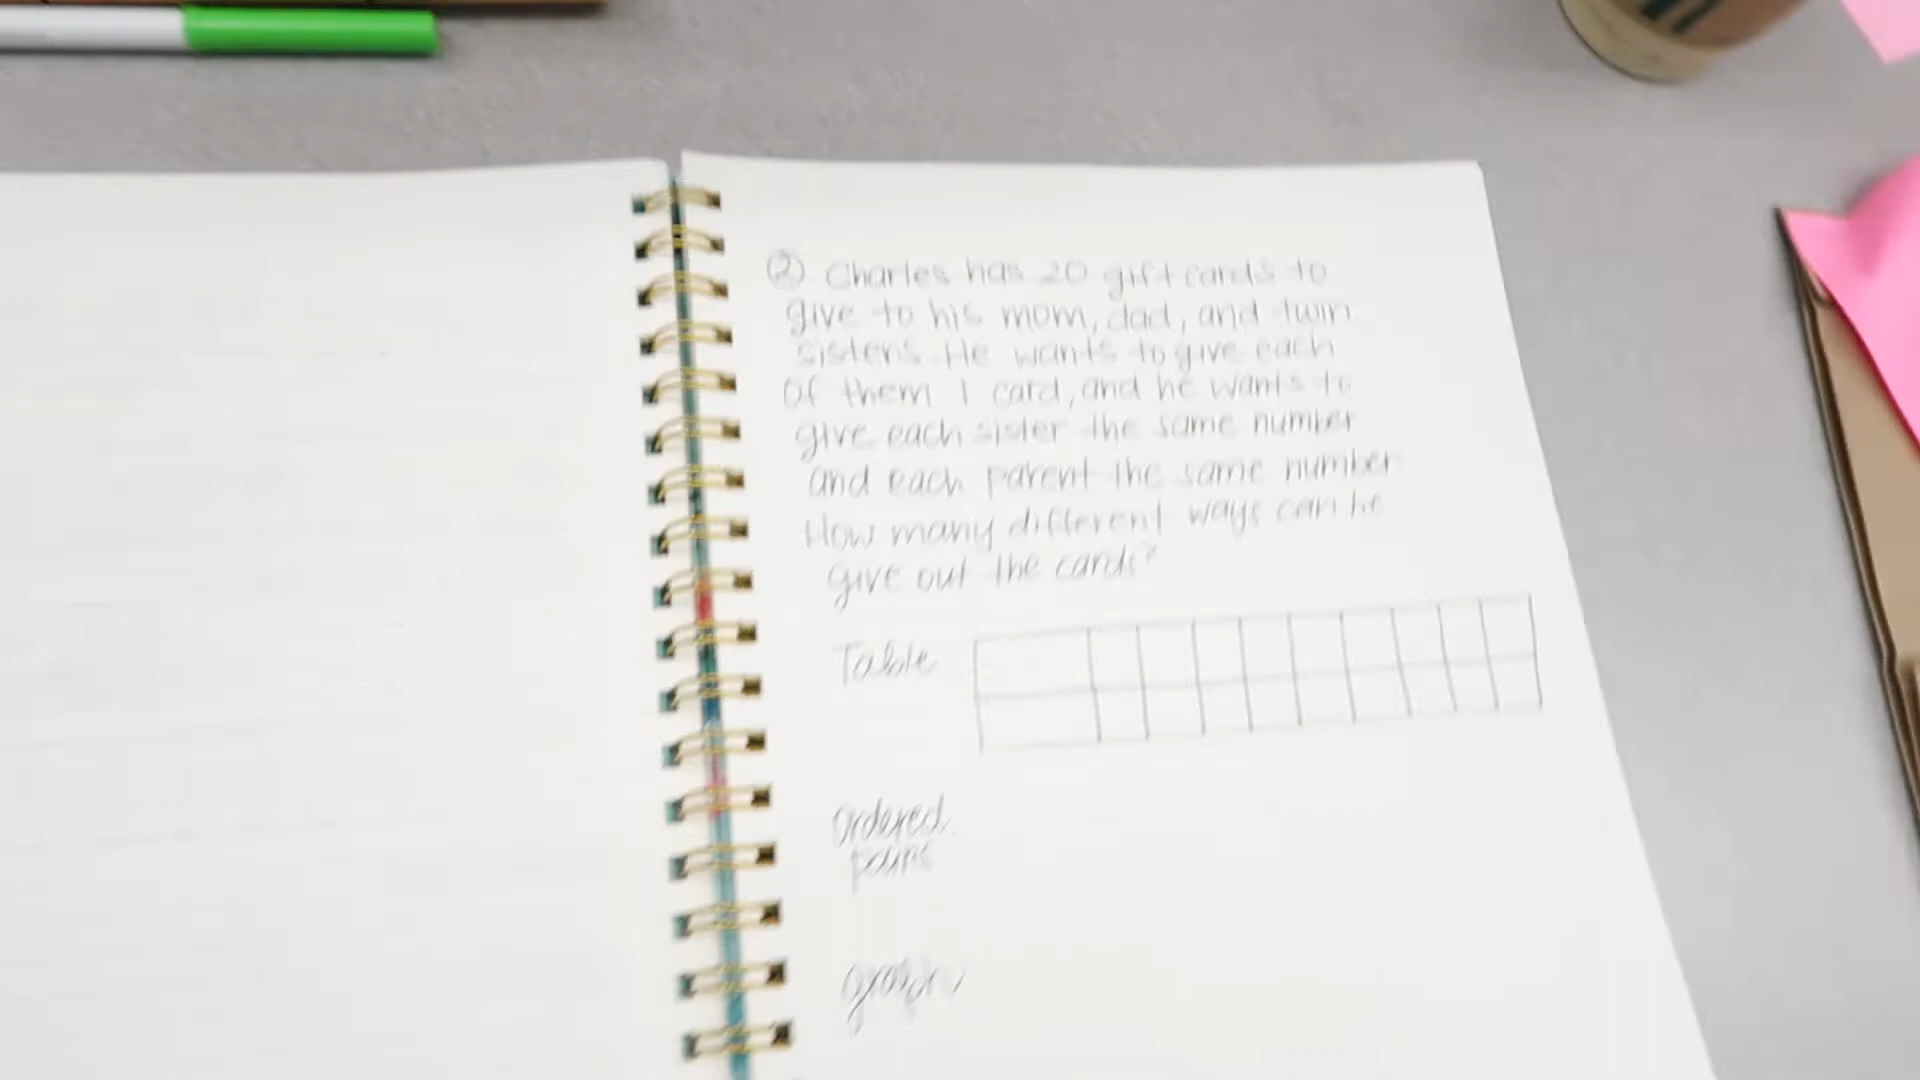 ② Charles has 20 gift cards to
give to his mom, dad, and twin
sisters. He wants to give each
of them 1 card, and he wants to
give each sister the same number
and each parent the same number
How many different ways can he
give out the cards?
Table
Ordered
pairs
graph